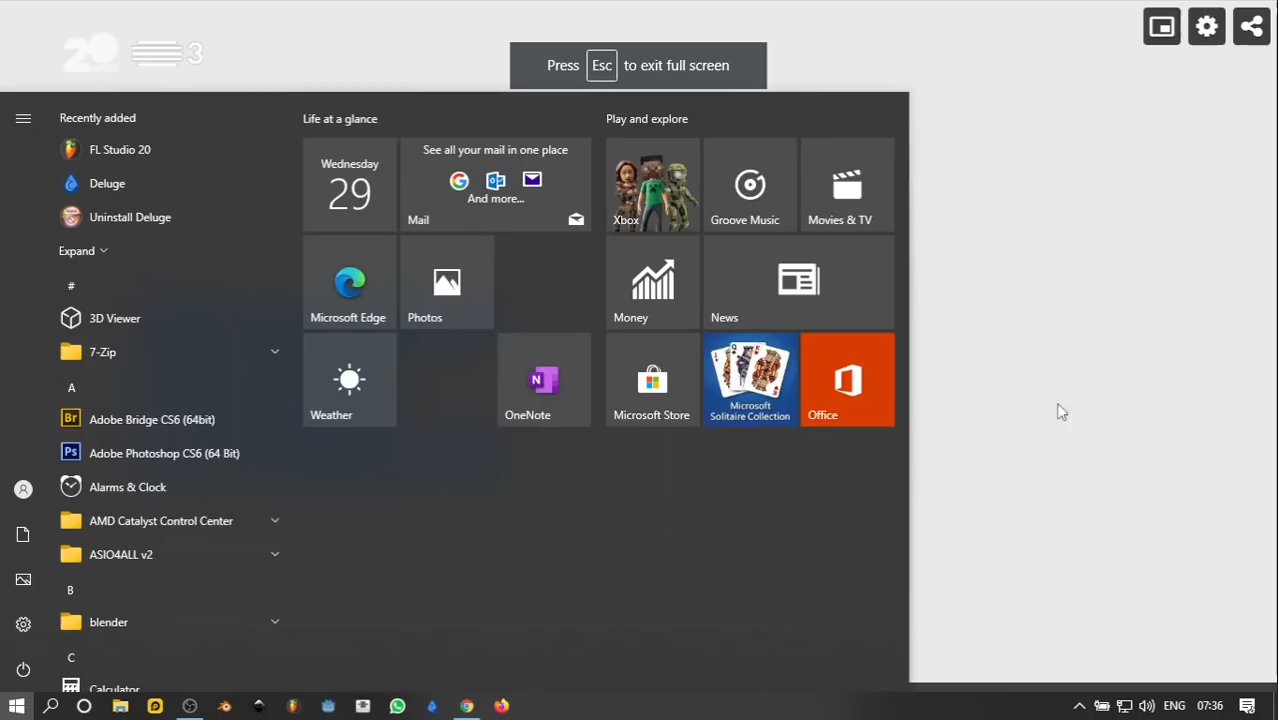 20 3
Press Esc to exit full screen
Recently added
FL Studio 20
Deluge
Uninstall Deluge
Expand
#
3D Viewer
7-Zip
A
Br Adobe Bridge CS6 (64bit)
Ps Adobe Photoshop CS6 (64 Bit)
Alarms & Clock
AMD Catalyst Control Center
ASIO4ALL v2
B
blender
C
Calculator
Life at a glance
Wednesday
29
See all your mail in one place
And more...
Mail
Microsoft Edge
Photos
Weather
N
OneNote
Play and explore
Xbox
Groove Music
Movies & TV
Money
News
Microsoft Store
Microsoft
Solitaire Collection
Office
ENG 07:36